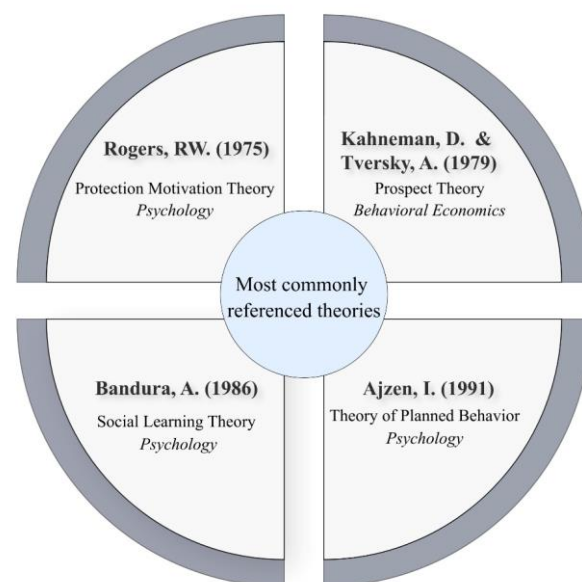 Rogers, RW. (1975)
Protection Motivation Theory
Psychology
Kahneman, D. &
Tversky, A. (1979)
Prospect Theory
Behavioral Economics
Most commonly
referenced theories
Bandura, A. (1986)
Social Learning Theory
Psychology
Ajzen, I. (1991)
Theory of Planned Behavior
Psychology